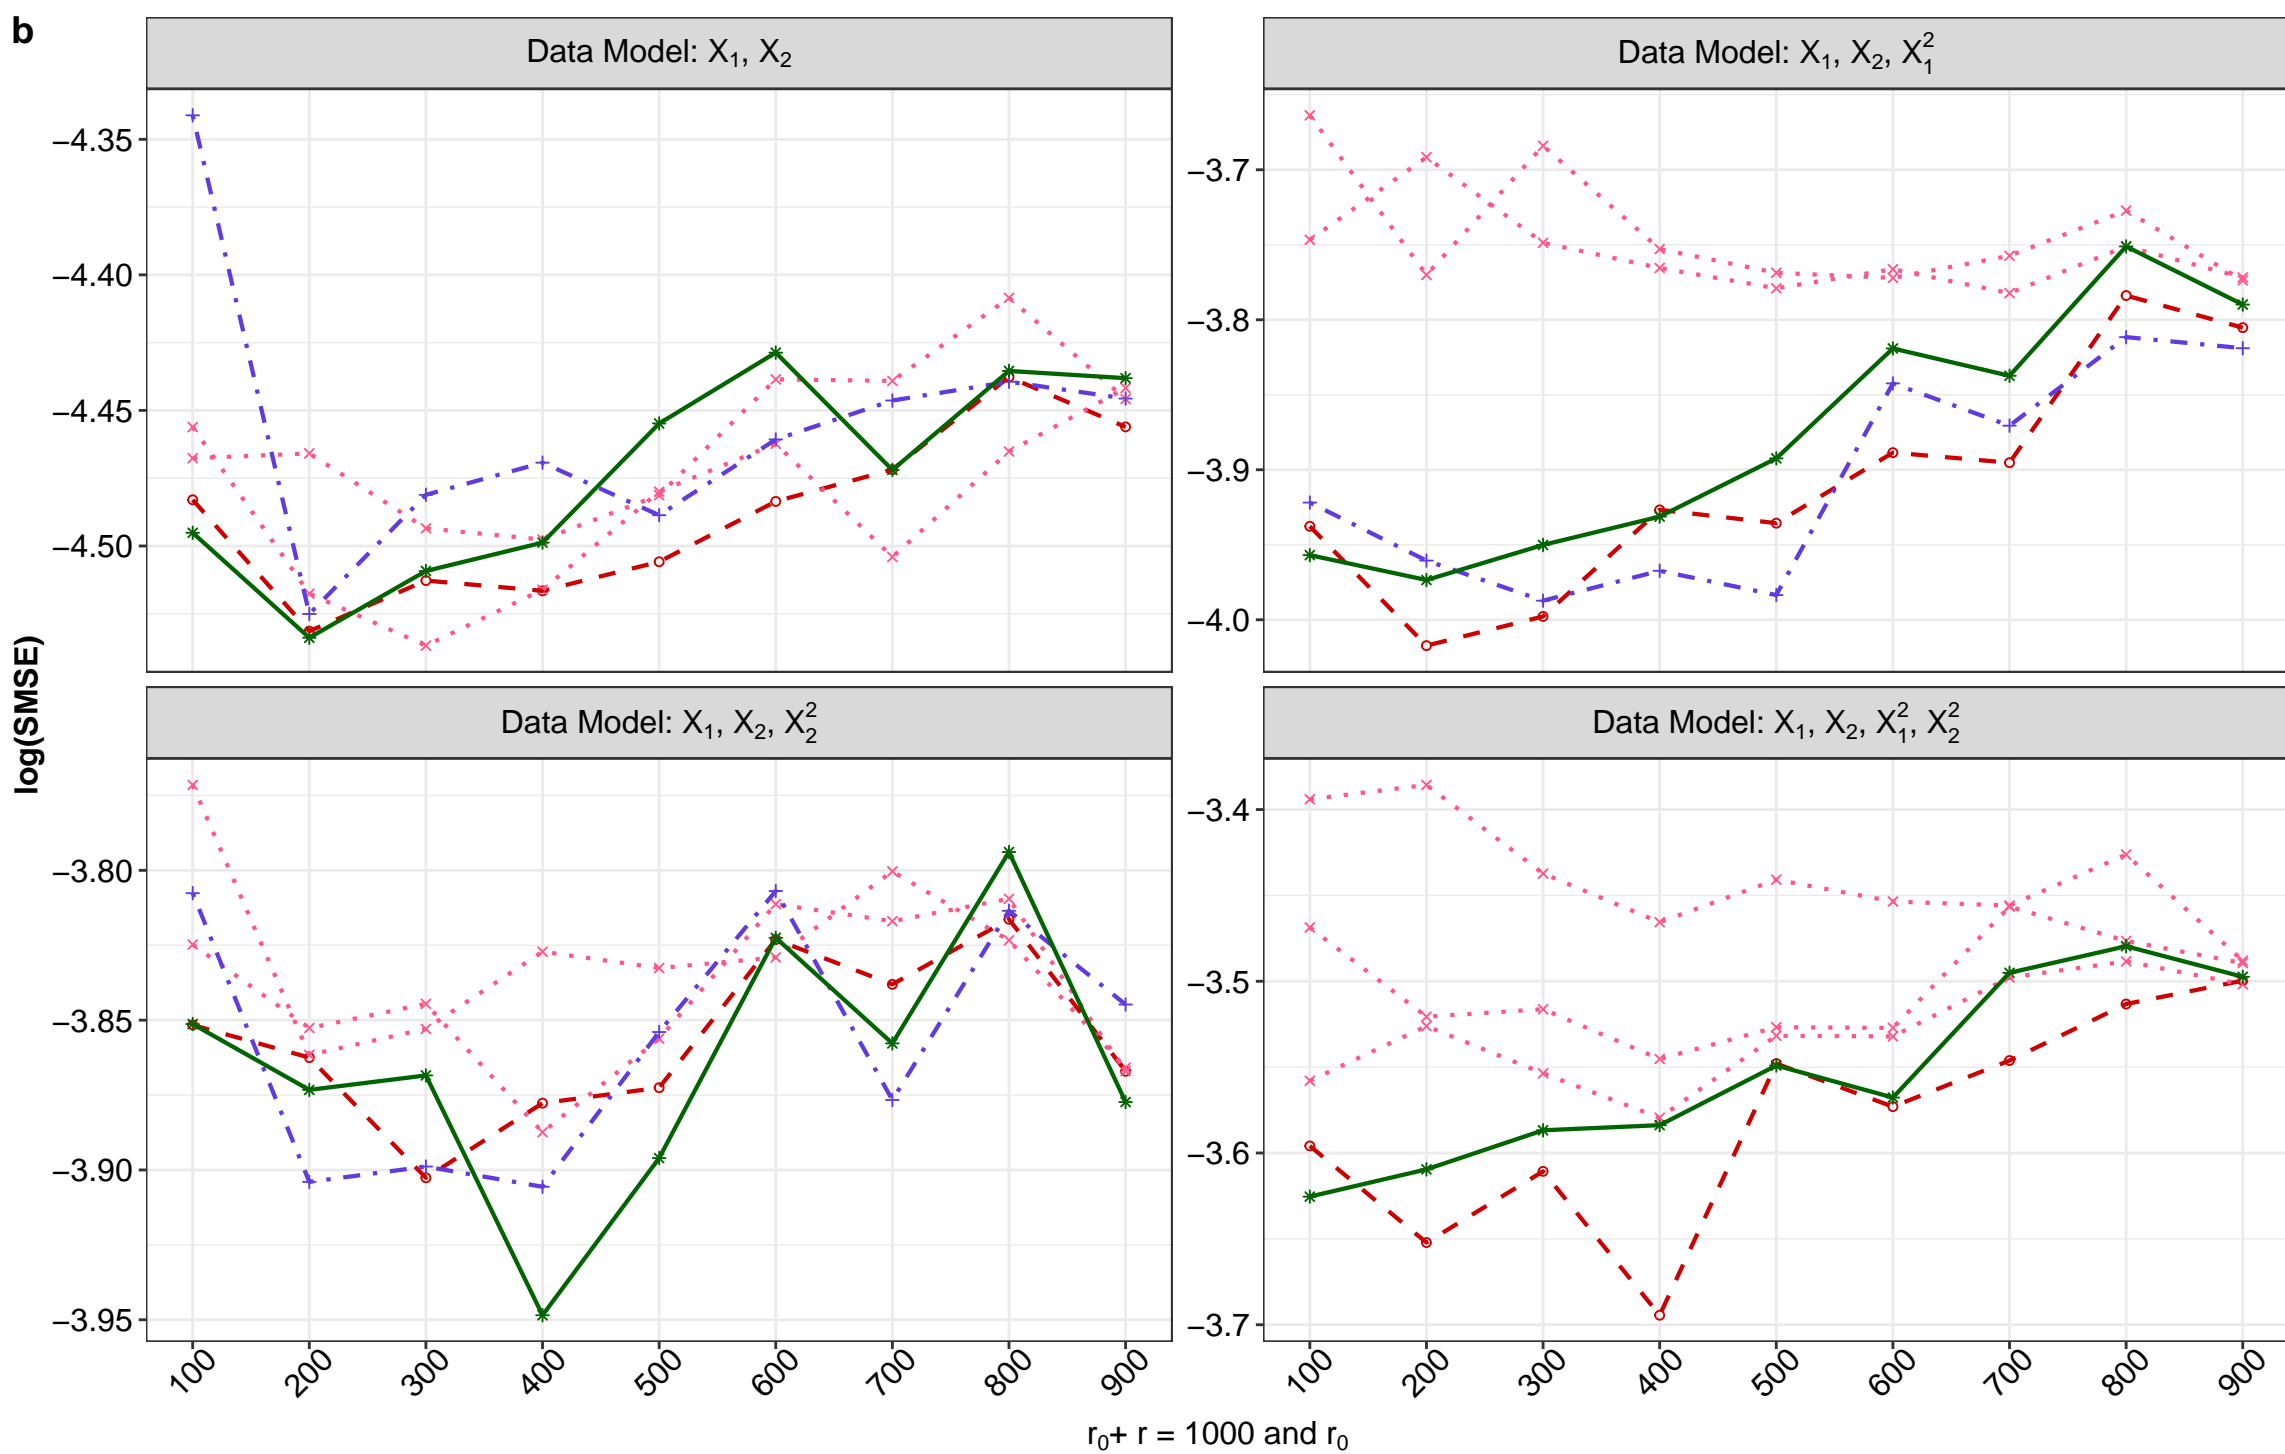 b
Data Model: X₁, X₂
Data Model: X₁, X₂, X₁²
−4.35
−4.40
−4.45
−4.50
−3.7
−3.8
−3.9
−4.0
log(SMSE)
Data Model: X₁, X₂, X₂²
Data Model: X₁, X₂, X₁², X₂²
−3.80
−3.85
−3.90
−3.95
−3.4
−3.5
−3.6
−3.7
100 200 300 400 500 600 700 800 900
100 200 300 400 500 600 700 800 900
r₀+ r = 1000 and r₀